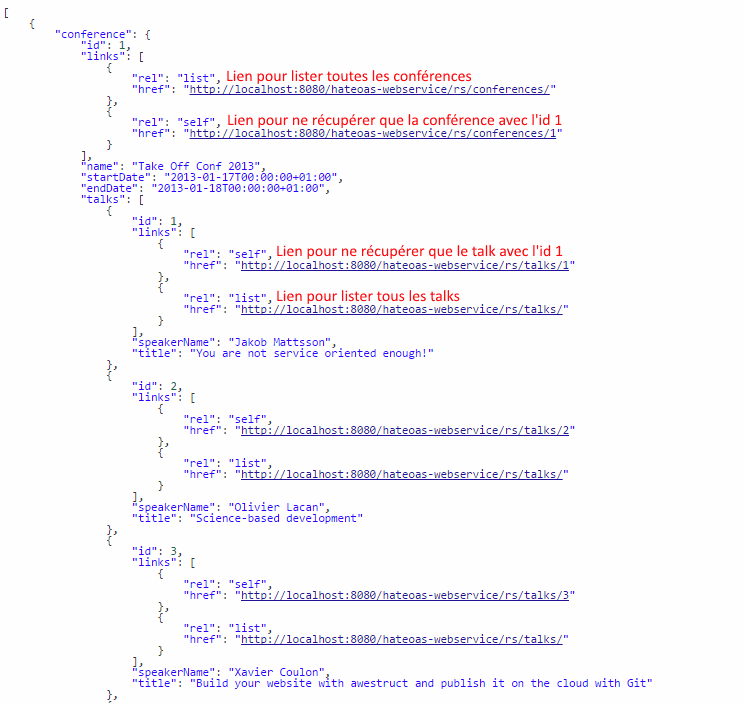 [
{
"conference": {
"id": 1,
"links": [
{
"rel": "list", Lien pour lister toutes les conférences
"href": "http://localhost:8080/hateoas-webservice/rs/conferences/"
},
{
"rel": "self", Lien pour ne récupérer que la conférence avec l'id 1
"href": "http://localhost:8080/hateoas-webservice/rs/conferences/1"
}
],
"name": "Take Off Conf 2013",
"startDate": "2013-01-17T00:00:00+01:00",
"endDate": "2013-01-18T00:00:00+01:00",
"talks": [
{
"id": 1,
"links": [
{
"rel": "self", Lien pour ne récupérer que le talk avec l'id 1
"href": "http://localhost:8080/hateoas-webservice/rs/talks/1"
},
{
"rel": "list", Lien pour lister tous les talks
"href": "http://localhost:8080/hateoas-webservice/rs/talks/"
}
],
"speakerName": "Jakob Mattsson",
"title": "You are not service oriented enough!"
},
{
"id": 2,
"links": [
{
"rel": "self",
"href": "http://localhost:8080/hateoas-webservice/rs/talks/2"
},
{
"rel": "list",
"href": "http://localhost:8080/hateoas-webservice/rs/talks/"
}
],
"speakerName": "Olivier Lacan",
"title": "Science-based development"
},
{
"id": 3,
"links": [
{
"rel": "self",
"href": "http://localhost:8080/hateoas-webservice/rs/talks/3"
},
{
"rel": "list",
"href": "http://localhost:8080/hateoas-webservice/rs/talks/"
}
],
"speakerName": "Xavier Coulon",
"title": "Build your website with awestruct and publish it on the cloud with Git"
},